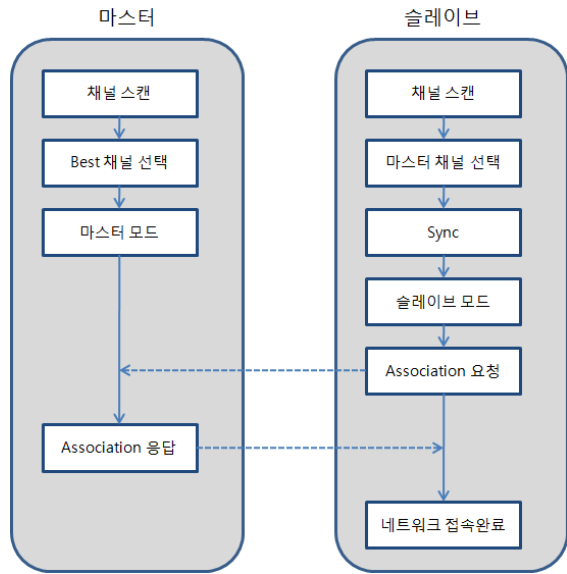 마스터
채널 스캔
Best 채널 선택
마스터 모드
Association 응답
슬레이브
채널 스캔
마스터 채널 선택
Sync
슬레이브 모드
Association 요청
네트워크 접속완료